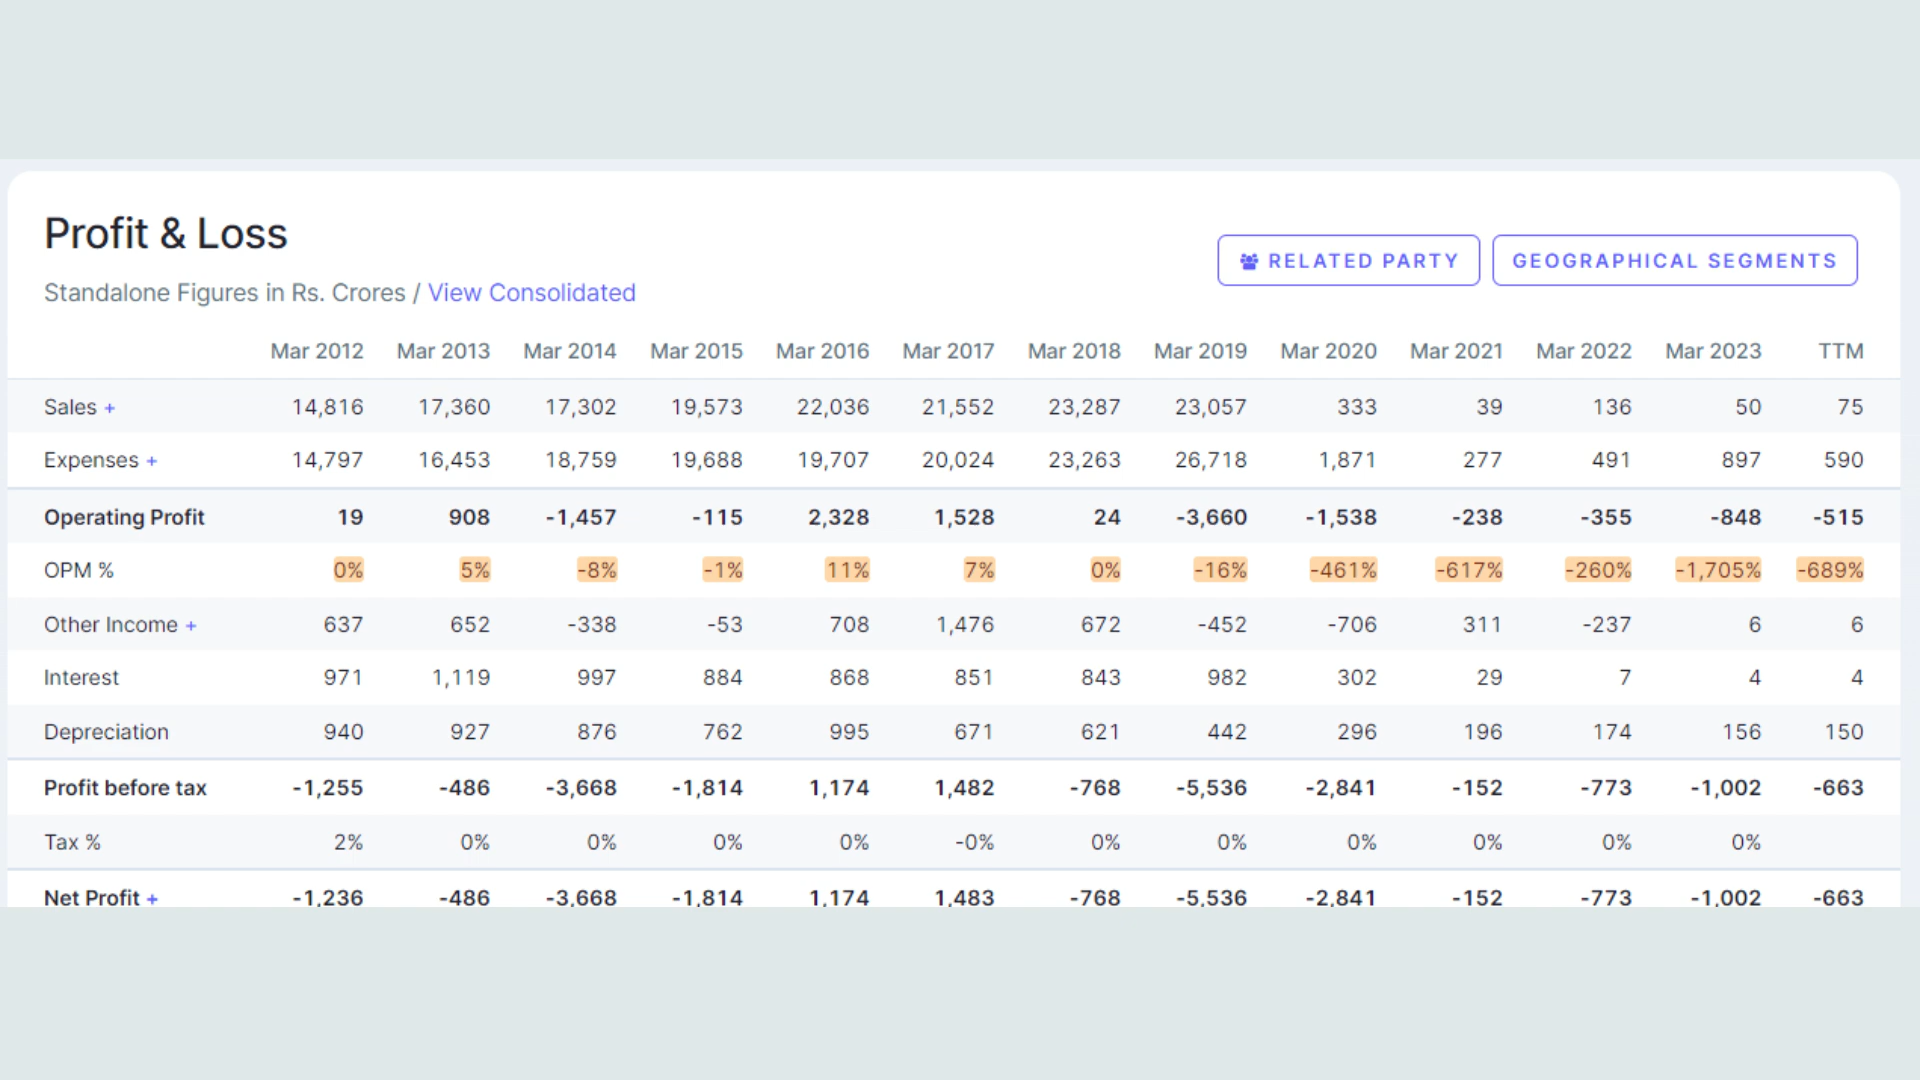 Profit & Loss
RELATED PARTY GEOGRAPHICAL SEGMENTS
Standalone Figures in Rs. Crores / View Consolidated
Mar 2012 Mar 2013 Mar 2014 Mar 2015 Mar 2016 Mar 2017 Mar 2018 Mar 2019 Mar 2020 Mar 2021 Mar 2022 Mar 2023 TTM
Sales + 14,816 17,360 17,302 19,573 22,036 21,552 23,287 23,057 333 39 136 50 75
Expenses + 14,797 16,453 18,759 19,688 19,707 20,024 23,263 26,718 1,871 277 491 897 590
Operating Profit 19 908 -1,457 -115 2,328 1,528 24 -3,660 -1,538 -238 -355 -848 -515
OPM % 0% 5% -8% -1% 11% 7% 0% -16% -461% -617% -260% -1,705% -689%
Other Income + 637 652 -338 -53 708 1,476 672 -452 -706 311 -237 6 6
Interest 971 1,119 997 884 868 851 843 982 302 29 7 4 4
Depreciation 940 927 876 762 995 671 621 442 296 196 174 156 150
Profit before tax -1,255 -486 -3,668 -1,814 1,174 1,482 -768 -5,536 -2,841 -152 -773 -1,002 -663
Tax % 2% 0% 0% 0% 0% -0% 0% 0% 0% 0% 0% 0%
Net Profit + -1,236 -486 -3,668 -1,814 1,174 1,483 -768 -5,536 -2,841 -152 -773 -1,002 -663